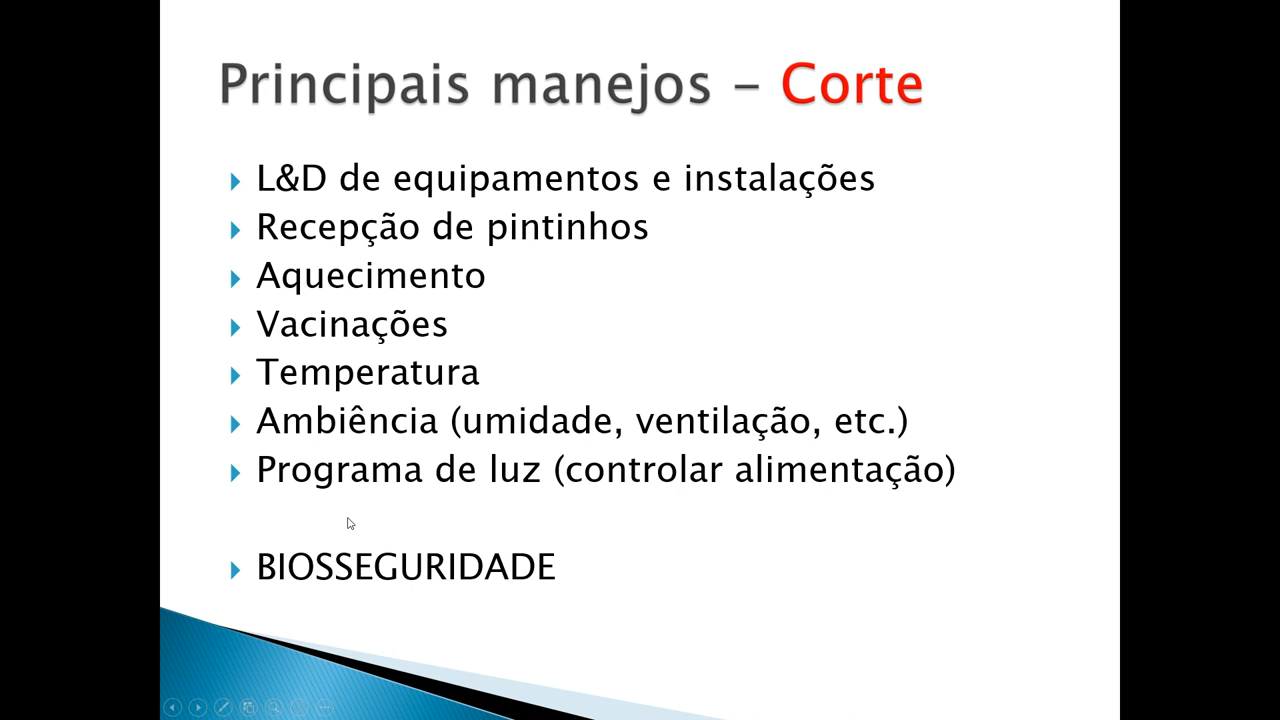 Principais manejos - Corte
L&D de equipamentos e instalações
Recepção de pintinhos
Aquecimento
Vacinações
Temperatura
Ambiência (umidade, ventilação, etc.)
Programa de luz (controlar alimentação)
BIOSSEGURIDADE